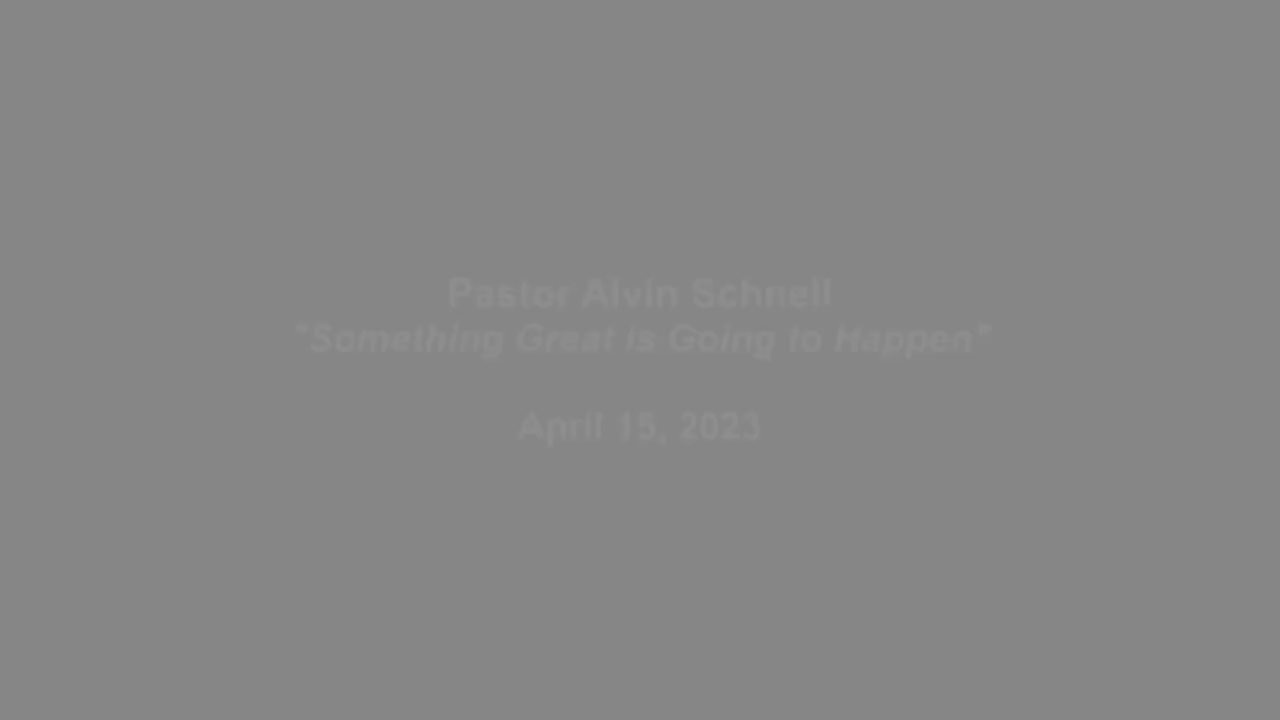 Pastor Alvin Schnell
"Something Great is Going to Happen"
April 15, 2023